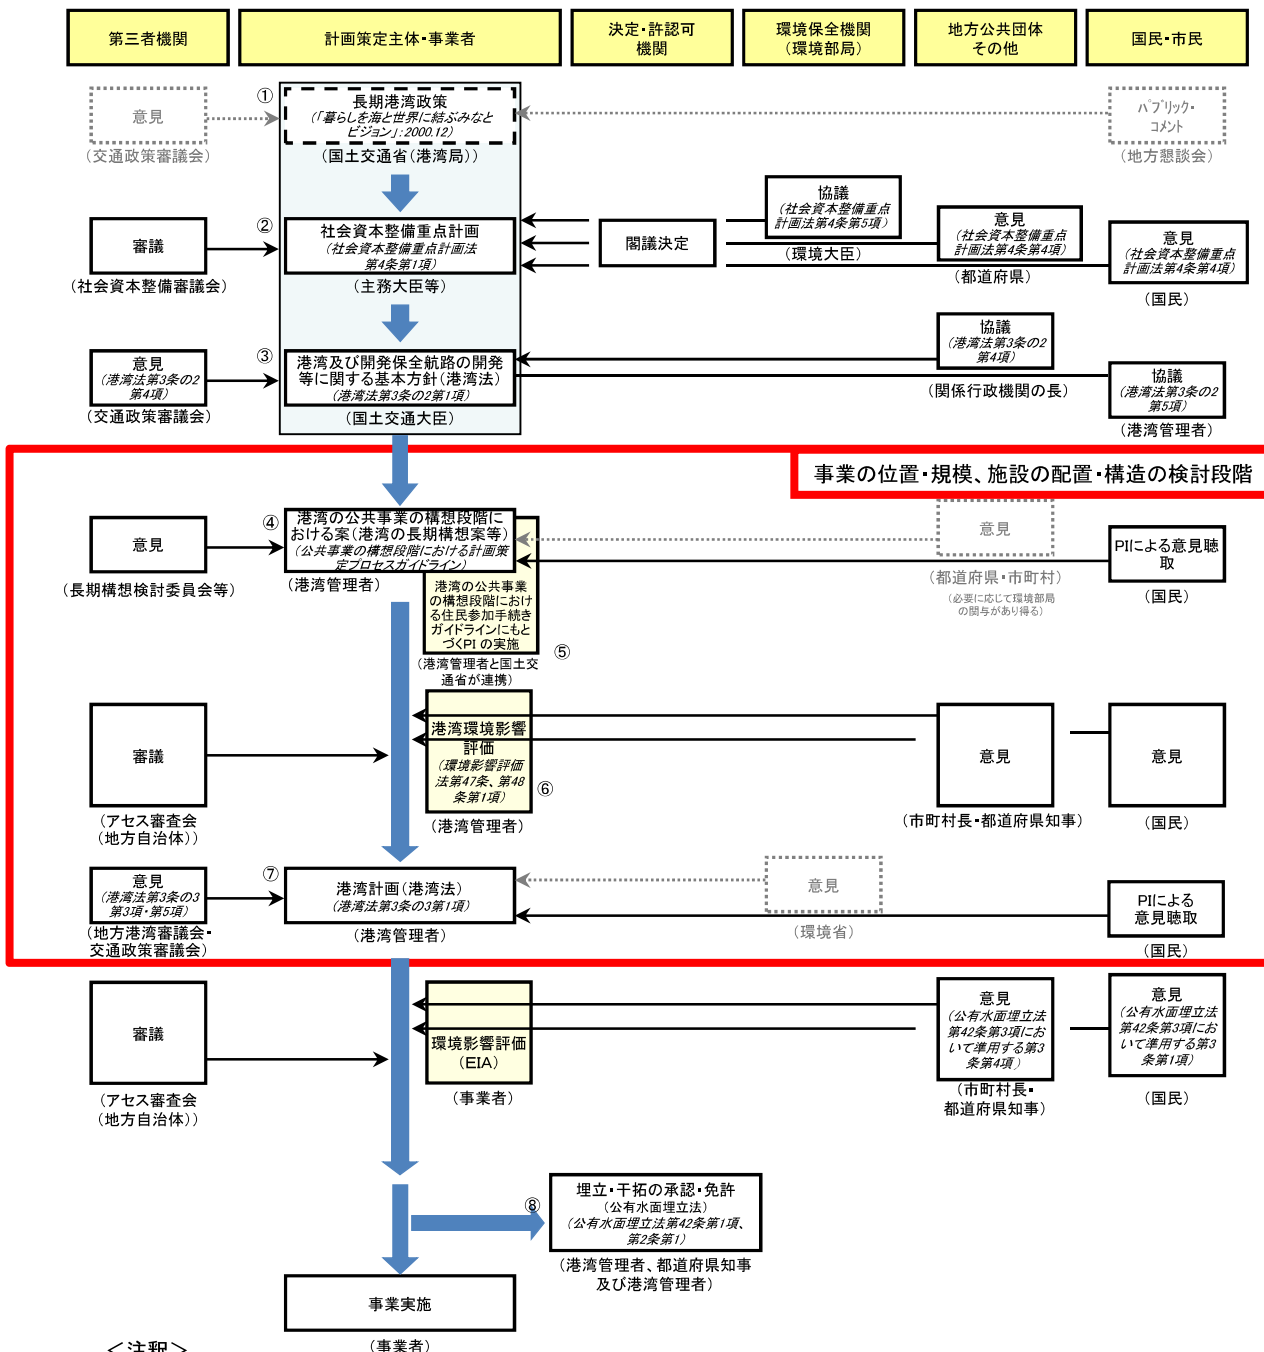 第三者機関
計画策定主体・事業者
決定・許認可
機関
環境保全機関
（環境部局）
地方公共団体
その他
国民・市民
意見
（交通政策審議会）
①
長期港湾政策
（「暮らしを海と世界に結ぶみなと
ビジョン」：2000.12）
（国土交通省（港湾局））
パブリック・
コメント
（地方懇談会）
審議
（社会資本整備審議会）
②
社会資本整備重点計画
（社会資本整備重点計画法
第4条第1項）
（主務大臣等）
閣議決定
協議
（社会資本整備重点
計画法第4条第5項）
（環境大臣）
意見
（社会資本整備重点
計画法第4条第4項）
（都道府県）
意見
（社会資本整備重点
計画法第4条第4項）
（国民）
意見
（港湾法第3条の2
第4項）
（交通政策審議会）
③
港湾及び開発保全航路の開発
等に関する基本方針（港湾法）
（港湾法第3条の2第1項）
（国土交通大臣）
協議
（港湾法第3条の2
第4項）
（関係行政機関の長）
協議
（港湾法第3条の2
第5項）
（港湾管理者）
事業の位置・規模、施設の配置・構造の検討段階
意見
（長期構想検討委員会等）
④
港湾の公共事業の構想段階に
おける案（港湾の長期構想案等）
（公共事業の構想段階における計画策
定プロセスガイドライン）
（港湾管理者）
港湾の公共事業
の構想段階におけ
る住民参加手続き
ガイドラインにもと
づくPI の実施
⑤
（港湾管理者と国土交
通省が連携）
意見
（都道府県・市町村）
（必要に応じて環境部局
の関与があり得る）
PIによる意見聴
取
（国民）
審議
（アセス審査会
（地方自治体））
港湾環境影響
評価
（環境影響評価
法第47条、第48
条第1項）
⑥
（港湾管理者）
意見
（市町村長・都道府県知事）
意見
（国民）
意見
（港湾法第3条の3
第3項・第5項）
（地方港湾審議会・
交通政策審議会）
⑦
港湾計画（港湾法）
（港湾法第3条の3第1項）
（港湾管理者）
意見
（環境省）
PIによる
意見聴取
（国民）
審議
（アセス審査会
（地方自治体））
環境影響評価
（EIA）
（事業者）
意見
（公有水面埋立法
第42条第3項にお
いて準用する第3
条第4項）
（市町村長・
都道府県知事）
意見
（公有水面埋立法
第42条第3項にお
いて準用する第3
条第1項）
（国民）
⑧
埋立・干拓の承認・免許
（公有水面埋立法）
（公有水面埋立法第42条第1項、
第2条第1）
（港湾管理者、都道府県知事
及び港湾管理者）
事業実施
（事業者）
＜注釈＞